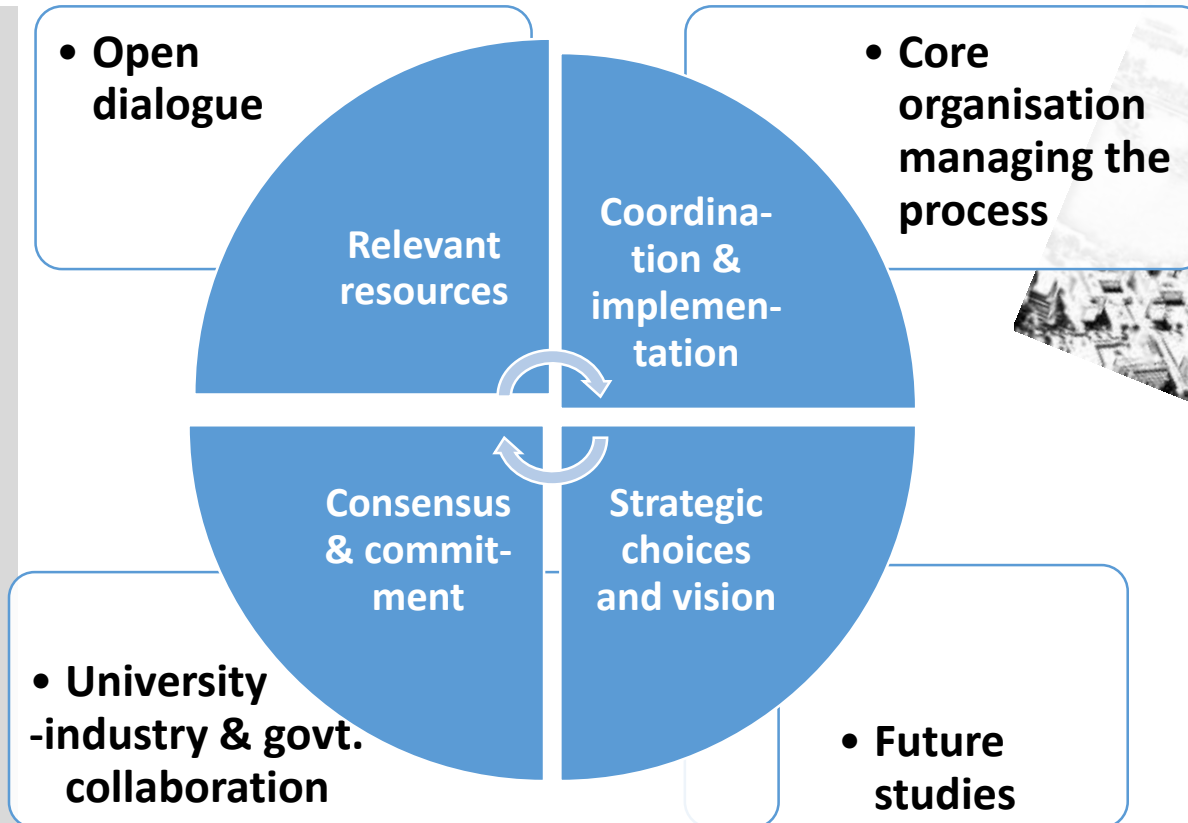 • Open
dialogue
• Core
organisation
managing the
process
Relevant
resources
Coordina-
tion &
implemen-
tation
Consensus
& commit-
ment
Strategic
choices
and vision
• University
-industry & govt.
collaboration
• Future
studies